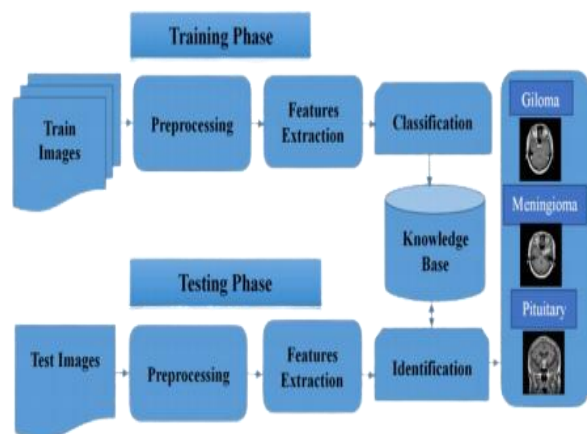 Training Phase
Train
Images
Preprocessing
Features
Extraction
Classification
Knowledge
Base
Testing Phase
Test Images
Preprocessing
Features
Extraction
Identification
Giloma
Meningioma
Pituitary